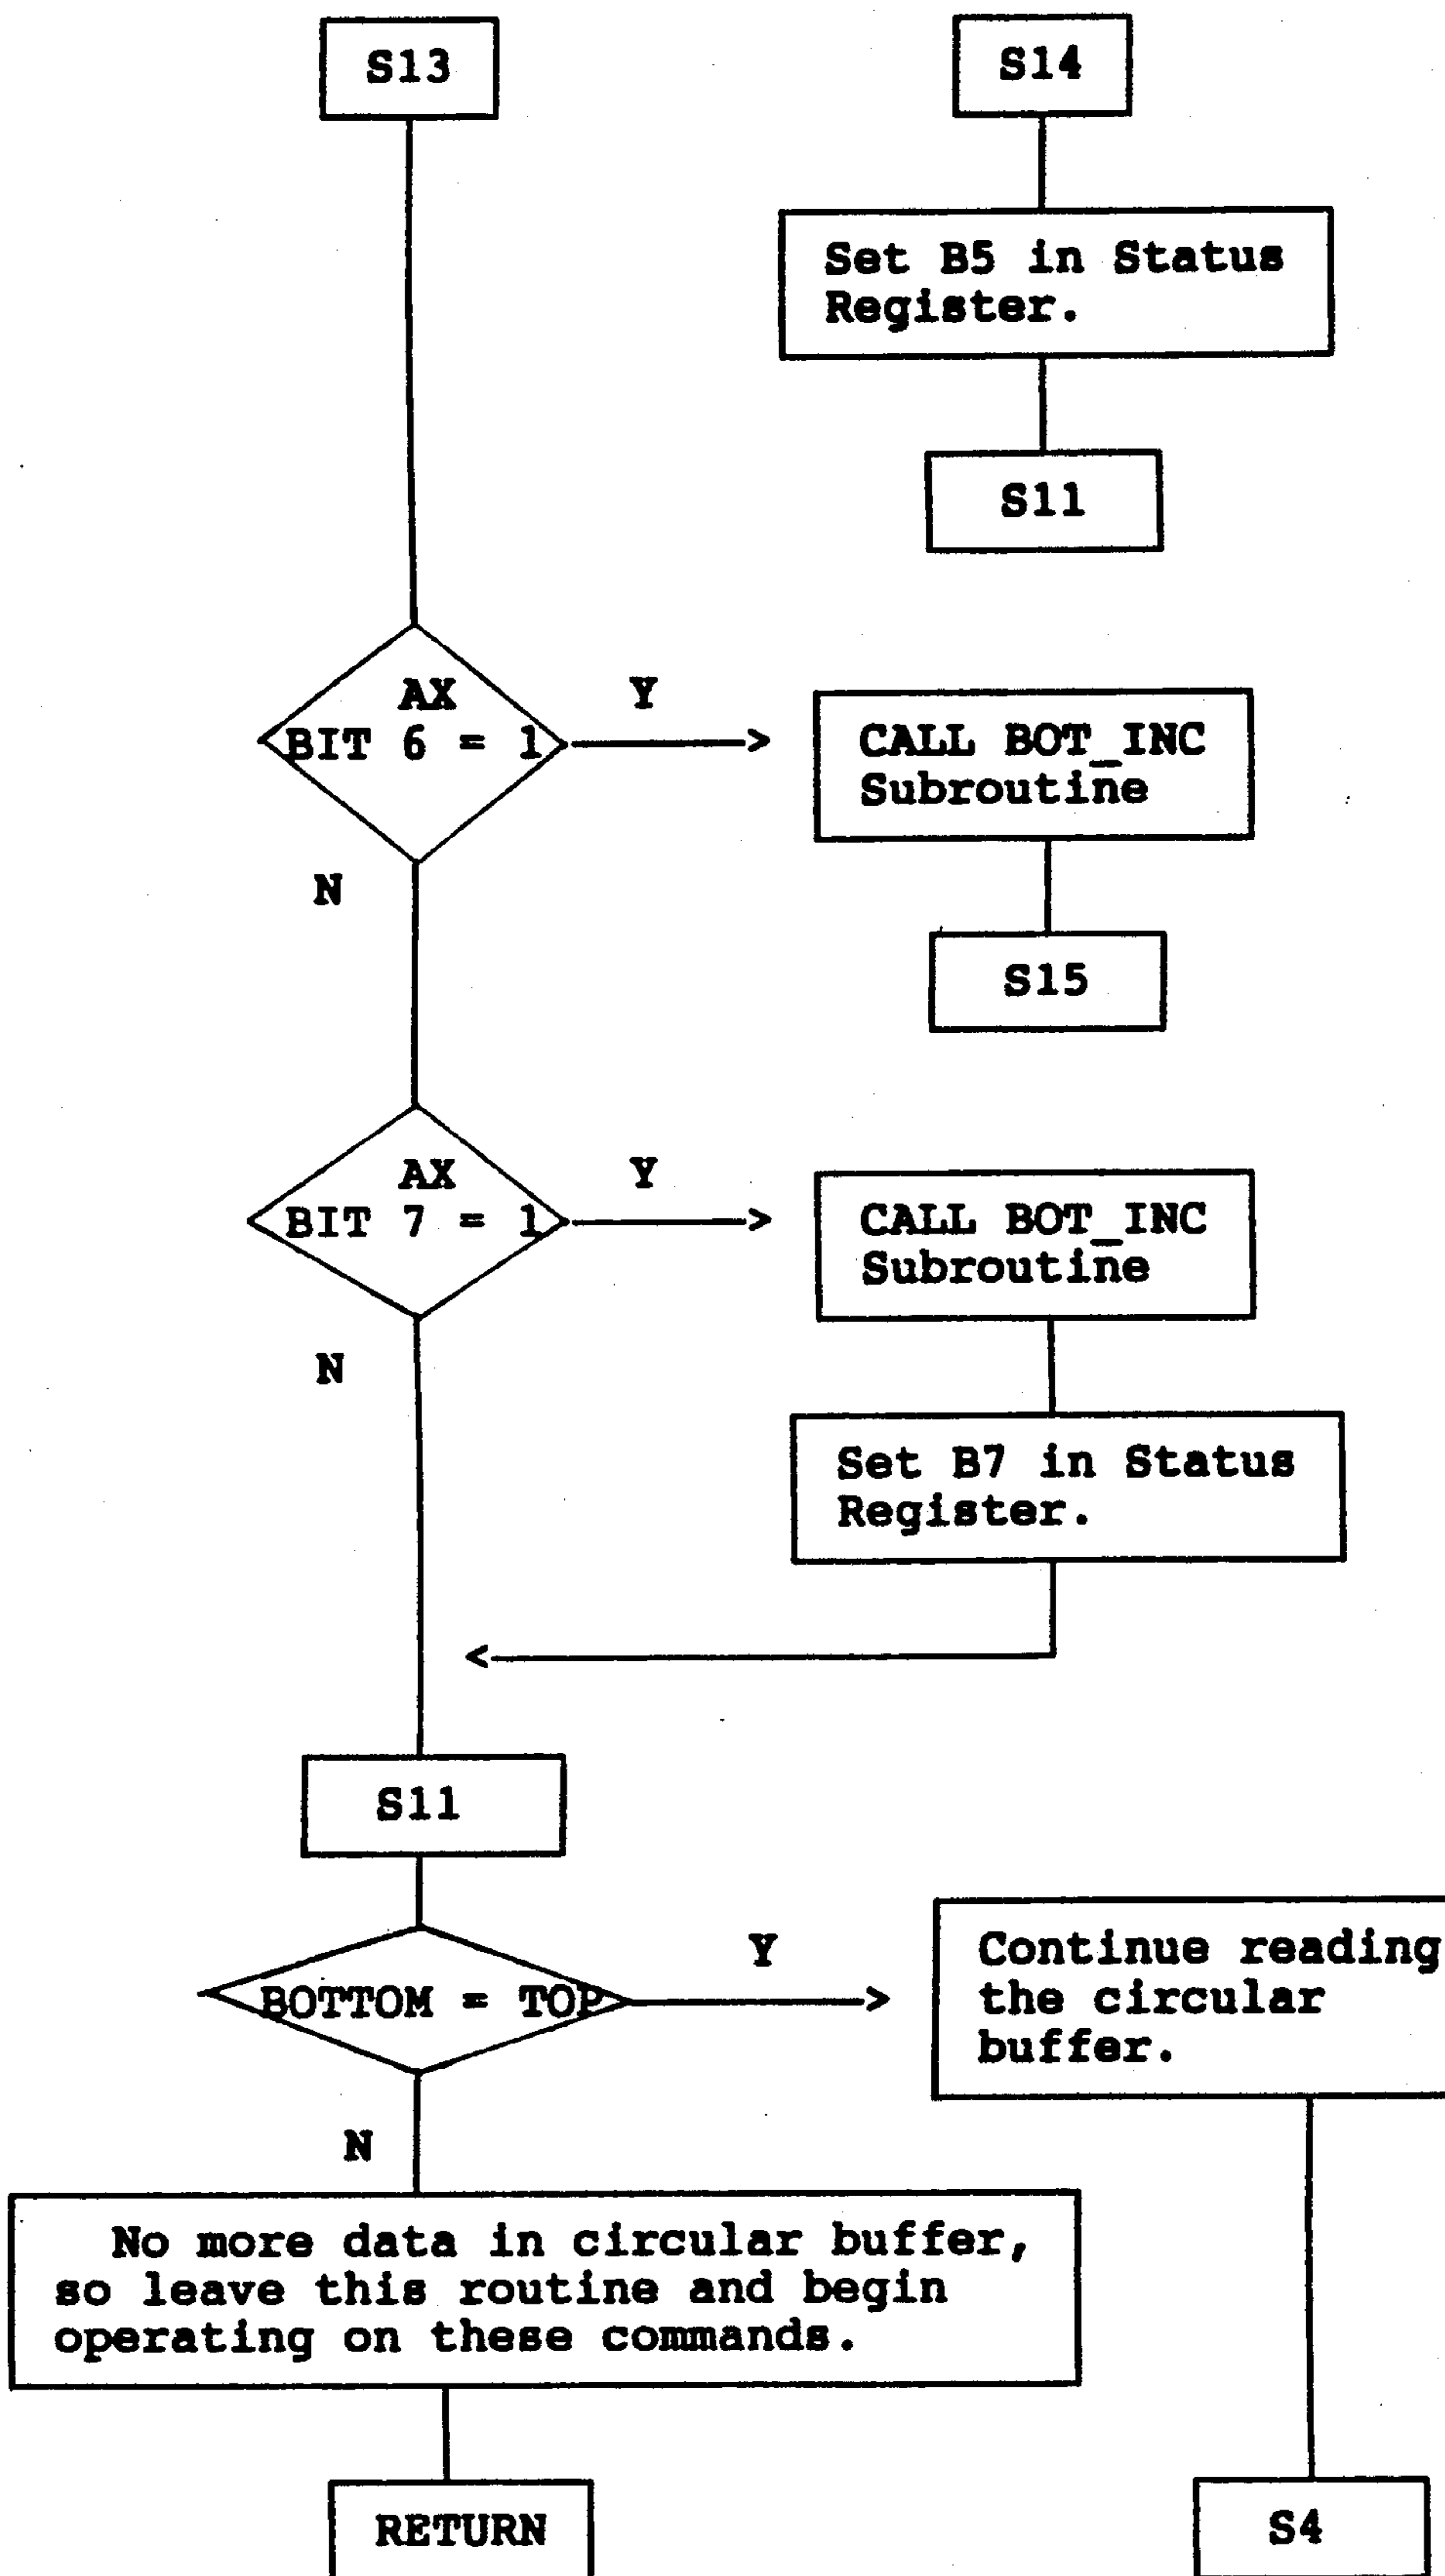 S13
S14
Set B5 in Status
Register.
S11
AX
BIT 6 = 1
Y
CALL BOT_INC
Subroutine
N
S15
AX
BIT 7 = 1
Y
CALL BOT_INC
Subroutine
N
Set B7 in Status
Register.
S11
BOTTOM = TOP
Y
Continue reading
the circular
buffer.
N
No more data in circular buffer,
so leave this routine and begin
operating on these commands.
RETURN
S4